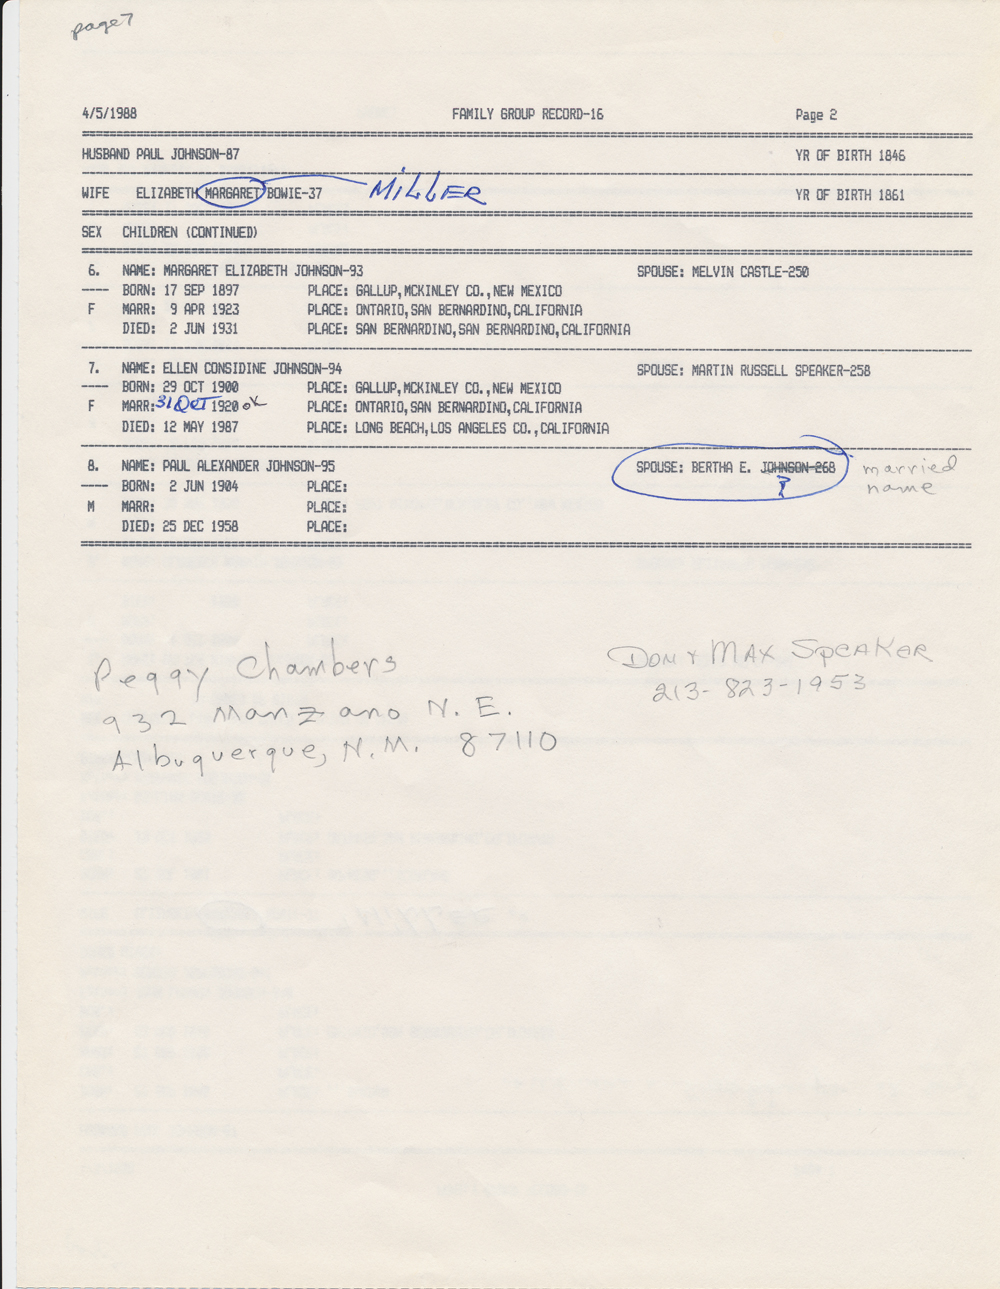 page 7
4/5/1988 FAMILY GROUP RECORD-16 Page 2
HUSBAND PAUL JOHNSON-87 YR OF BIRTH 1846
WIFE ELIZABETH MARGARET BOWIE-37 MILLER YR OF BIRTH 1861
SEX CHILDREN (CONTINUED)
6. NAME: MARGARET ELIZABETH JOHNSON-93 SPOUSE: MELVIN CASTLE-250
---- BORN: 17 SEP 1897 PLACE: GALLUP,MCKINLEY CO.,NEW MEXICO
F MARR: 9 APR 1923 PLACE: ONTARIO,SAN BERNARDINO,CALIFORNIA
DIED: 2 JUN 1931 PLACE: SAN BERNARDINO,SAN BERNARDINO,CALIFORNIA
7. NAME: ELLEN CONSIDINE JOHNSON-94 SPOUSE: MARTIN RUSSELL SPEAKER-258
---- BORN: 29 OCT 1900 PLACE: GALLUP,MCKINLEY CO.,NEW MEXICO
F MARR: 31 OCT 1920 OK PLACE: ONTARIO,SAN BERNARDINO,CALIFORNIA
DIED: 12 MAY 1987 PLACE: LONG BEACH,LOS ANGELES CO.,CALIFORNIA
8. NAME: PAUL ALEXANDER JOHNSON-95 SPOUSE: BERTHA E. JOHNSON-268 married
---- BORN: 2 JUN 1904 PLACE: ? name
M MARR: PLACE:
DIED: 25 DEC 1958 PLACE:
Peggy Chambers
932 Manzano N.E.
Albuquerque, N.M. 87110
DON & MAX SPEAKER
213-823-1953